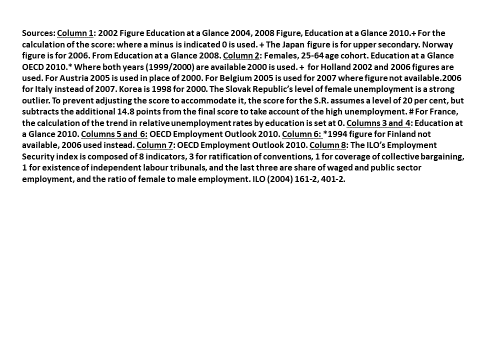 Sources: Column 1: 2002 Figure Education at a Glance 2004, 2008 Figure, Education at a Glance 2010.+ For the
calculation of the score: where a minus is indicated 0 is used. + The Japan figure is for upper secondary. Norway
figure is for 2006. From Education at a Glance 2008. Column 2: Females, 25-64 age cohort. Education at a Glance
OECD 2010.* Where both years (1999/2000) are available 2000 is used. +  for Holland 2002 and 2006 figures are
used. For Austria 2005 is used in place of 2000. For Belgium 2005 is used for 2007 where figure not available.2006
for Italy instead of 2007. Korea is 1998 for 2000. The Slovak Republic's level of female unemployment is a strong
outlier. To prevent adjusting the score to accommodate it, the score for the S.R. assumes a level of 20 per cent, but
subtracts the additional 14.8 points from the final score to take account of the high unemployment. # For France,
the calculation of the trend in relative unemployment rates by education is set at 0. Columns 3 and 4: Education at
a Glance 2010. Columns 5 and 6: OECD Employment Outlook 2010. Column 6: *1994 figure for Finland not
available, 2006 used instead. Column 7: OECD Employment Outlook 2010. Column 8: The ILO's Employment
Security index is composed of 8 indicators, 3 for ratification of conventions, 1 for coverage of collective bargaining,
1 for existence of independent labour tribunals, and the last three are share of waged and public sector
employment, and the ratio of female to male employment. ILO (2004) 161-2, 401-2.